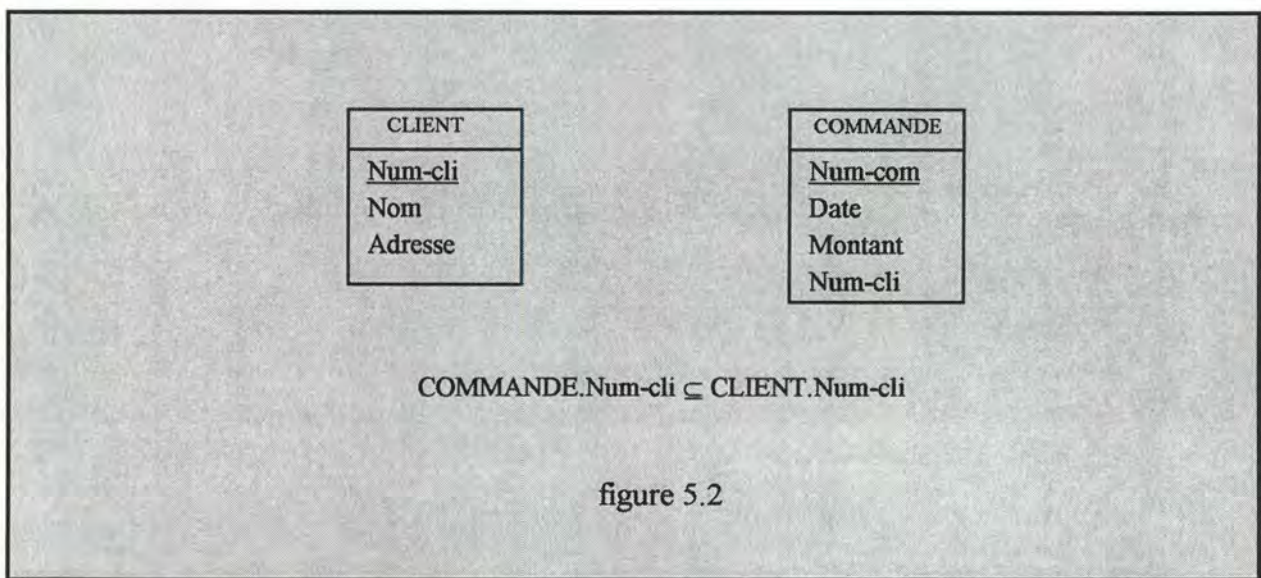 CLIENT
Num-cli
Nom
Adresse
COMMANDE
Num-com
Date
Montant
Num-cli
COMMANDE.Num-cli ⊆ CLIENT.Num-cli
figure 5.2